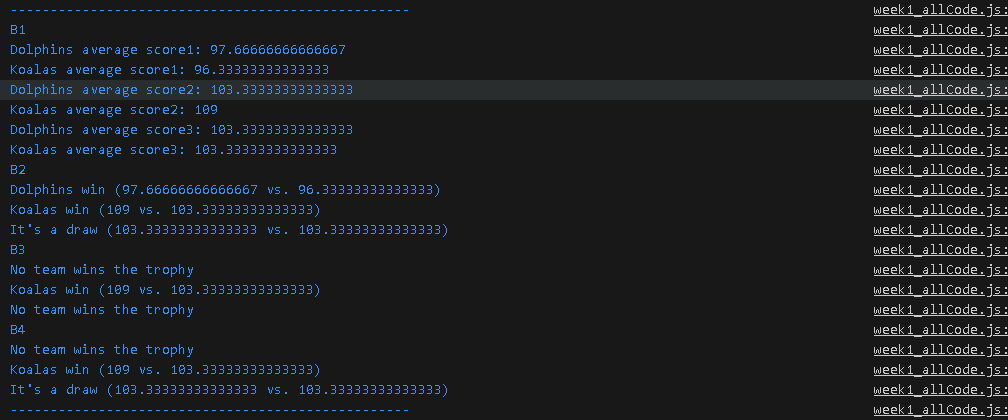 -------------------------------------------------- week1_allCode.js:
B1 week1_allCode.js:
Dolphins average score1: 97.66666666666667 week1_allCode.js:
Koalas average score1: 96.33333333333333 week1_allCode.js:
Dolphins average score2: 103.33333333333333 week1_allCode.js:
Koalas average score2: 109 week1_allCode.js:
Dolphins average score3: 103.33333333333333 week1_allCode.js:
Koalas average score3: 103.33333333333333 week1_allCode.js:
B2 week1_allCode.js:
Dolphins win (97.66666666666667 vs. 96.33333333333333) week1_allCode.js:
Koalas win (109 vs. 103.33333333333333) week1_allCode.js:
It's a draw (103.33333333333333 vs. 103.33333333333333) week1_allCode.js:
B3 week1_allCode.js:
No team wins the trophy week1_allCode.js:
Koalas win (109 vs. 103.33333333333333) week1_allCode.js:
No team wins the trophy week1_allCode.js:
B4 week1_allCode.js:
No team wins the trophy week1_allCode.js:
Koalas win (109 vs. 103.33333333333333) week1_allCode.js:
It's a draw (103.33333333333333 vs. 103.33333333333333) week1_allCode.js:
-------------------------------------------------- week1_allCode.js: